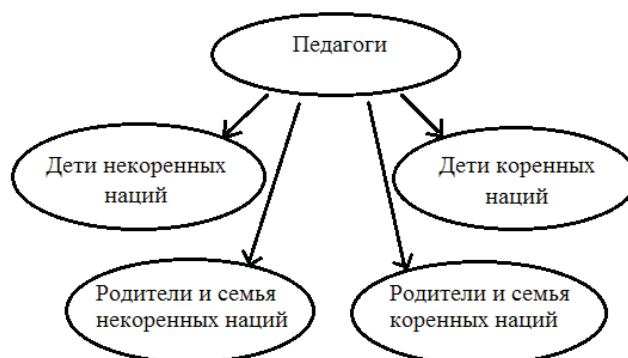 Педагоги
Дети некоренных
наций
Дети коренных
наций
Родители и семья
некоренных наций
Родители и семья
коренных наций